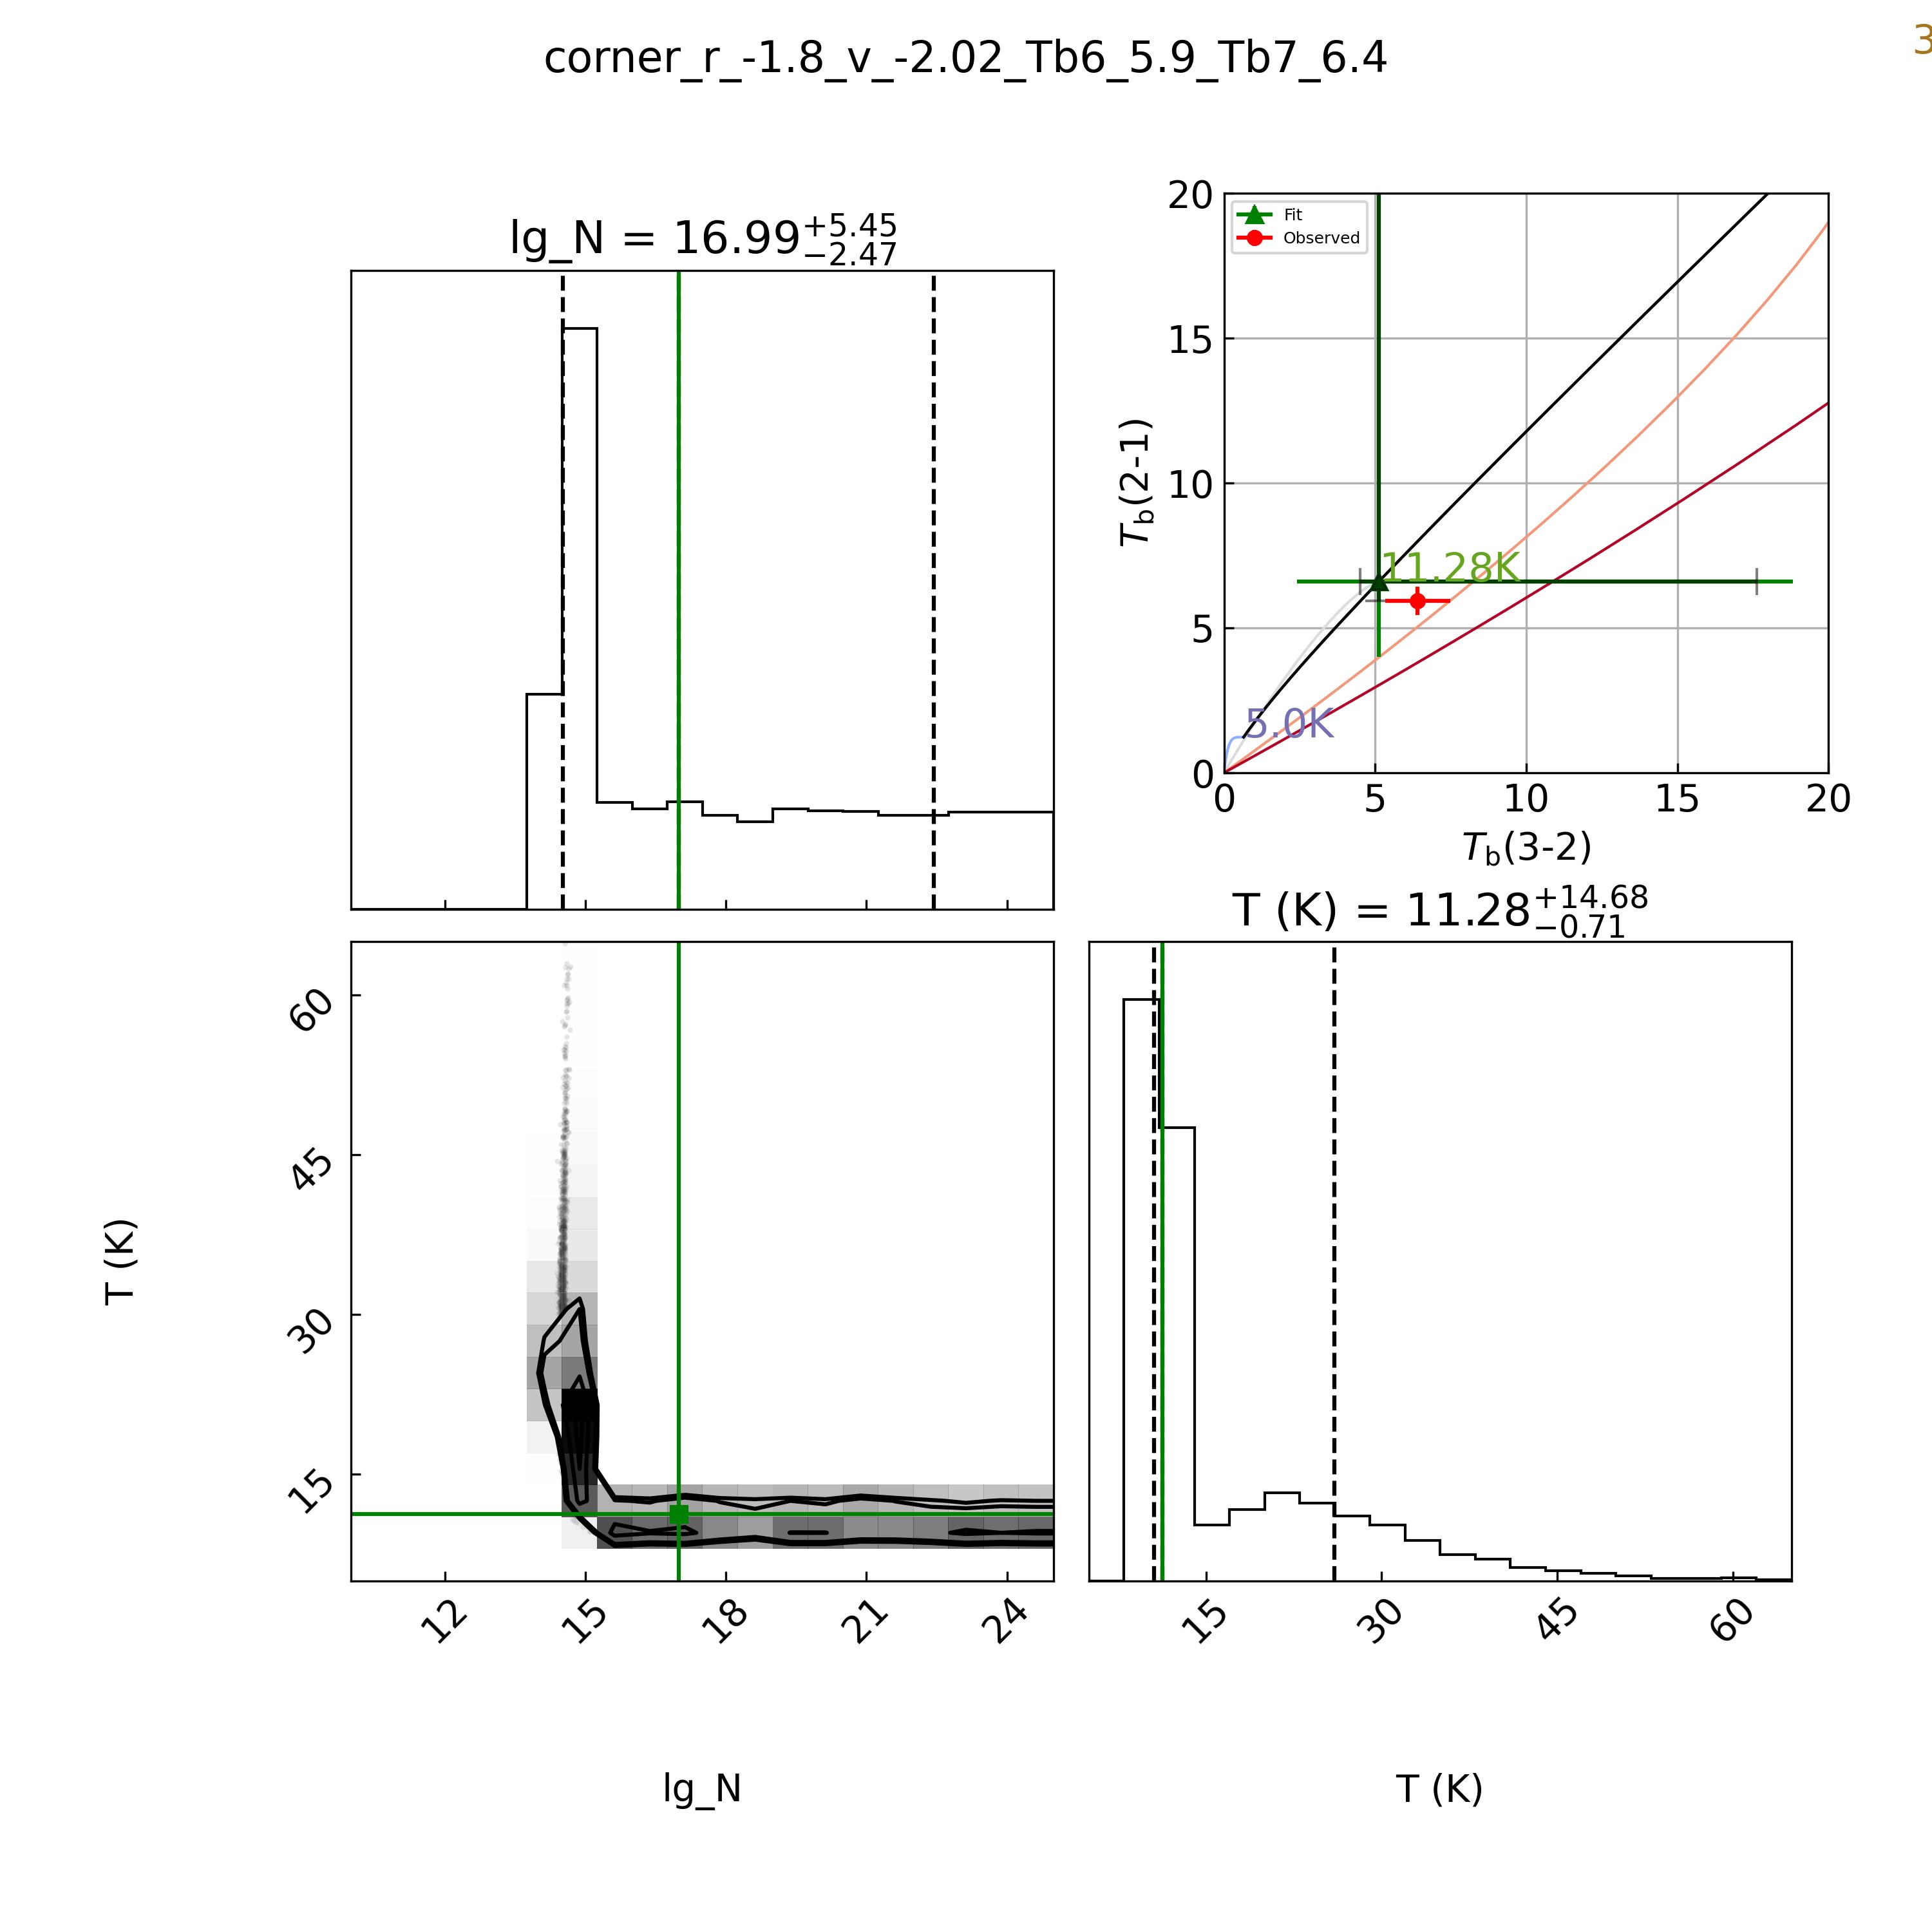 corner_r_-1.8_v_-2.02_Tb6_5.9_Tb7_6.4
3
lg_N = 16.99+5.45−2.47
20
15
10
5
0
Tb(2-1)
Fit
Observed
11.28K
5.0K
0 5 10 15 20
Tb(3-2)
T (K) = 11.28+14.68−0.71
60
45
30
15
T (K)
12 15 18 21 24
lg_N
15 30 45 60
T (K)